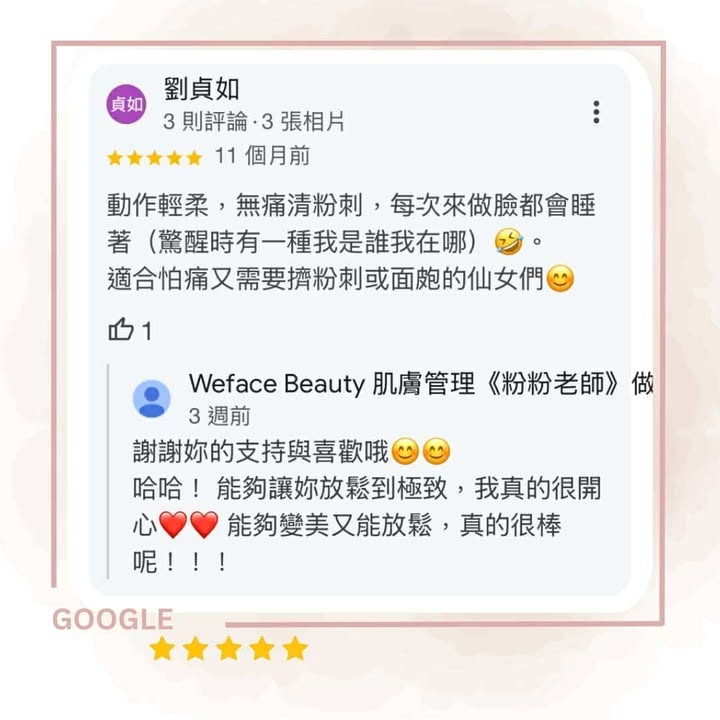 貞如
劉貞如
3 則評論·3 張相片
11 個月前
動作輕柔，無痛清粉刺，每次來做臉都會睡
著（驚醒時有一種我是誰我在哪）🤣。
適合怕痛又需要擠粉刺或面皰的仙女們😊
1
Weface Beauty 肌膚管理《粉粉老師》做
3 週前
謝謝妳的支持與喜歡哦😊😊
哈哈！ 能夠讓妳放鬆到極致，我真的很開
心❤️❤️ 能夠變美又能放鬆，真的很棒
呢！！！
GOOGLE